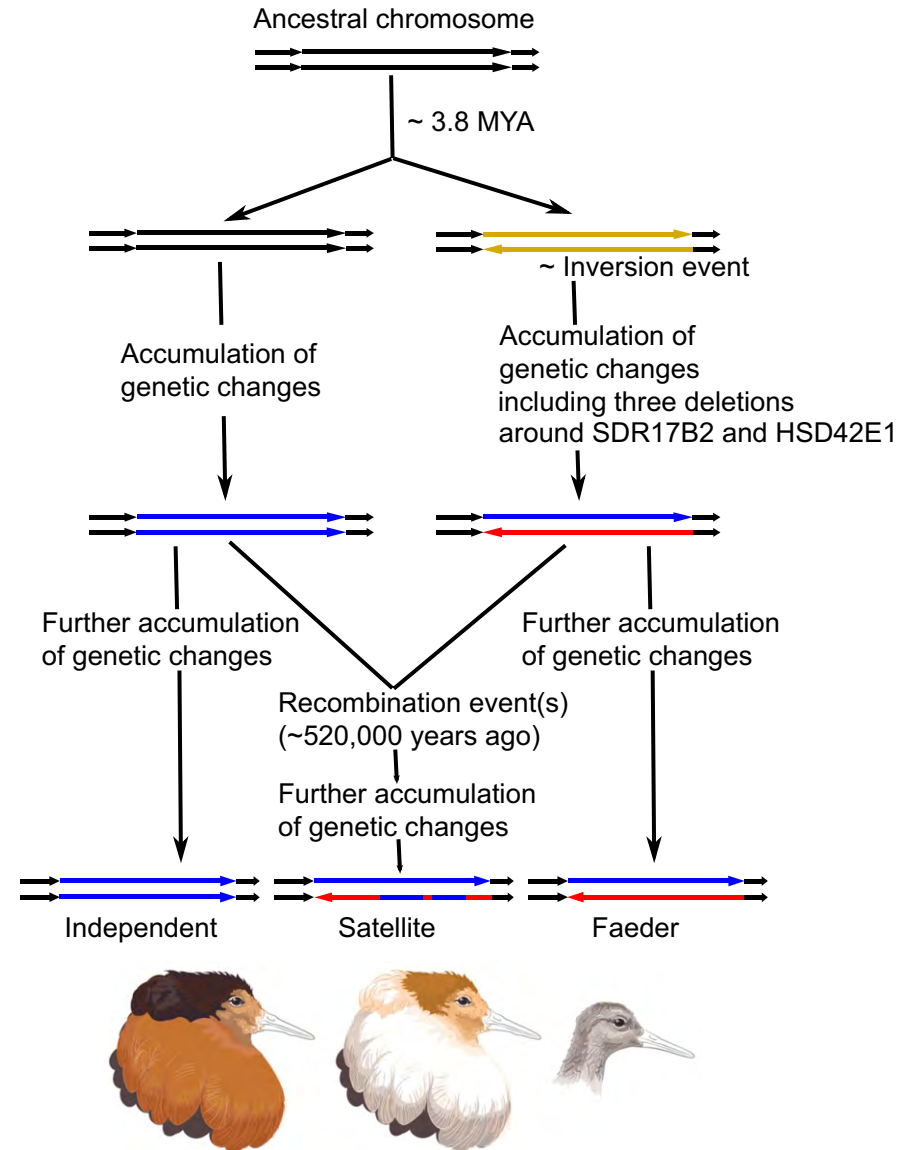 Ancestral chromosome
~ 3.8 MYA
~ Inversion event
Accumulation of
genetic changes
Accumulation of
genetic changes
including three deletions
around SDR17B2 and HSD42E1
Further accumulation
of genetic changes
Further accumulation
of genetic changes
Recombination event(s)
(~520,000 years ago)
Further accumulation
of genetic changes
Independent
Satellite
Faeder